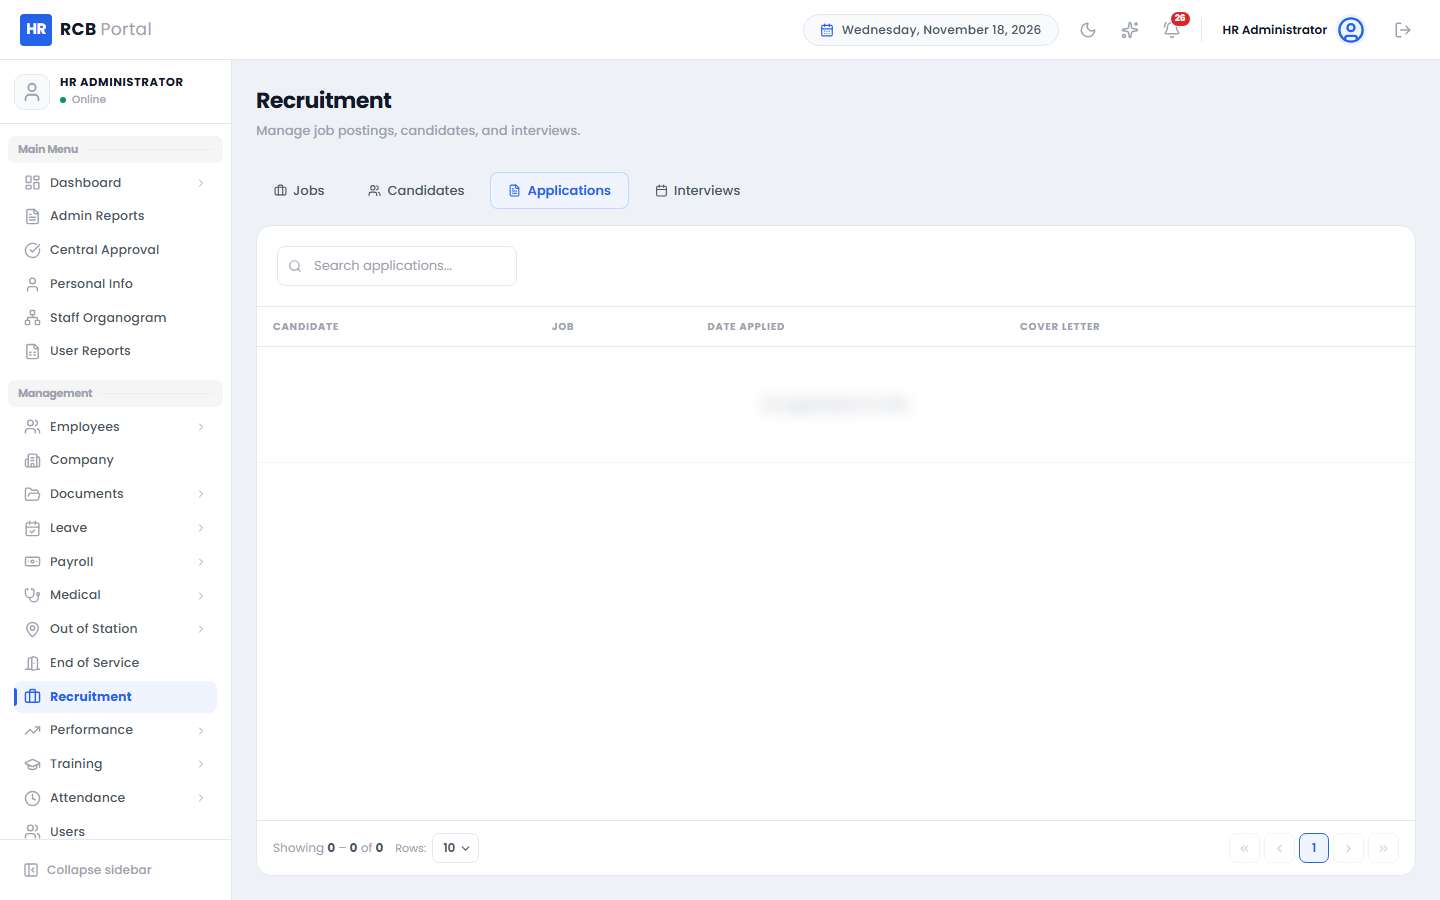 HR RCB Portal
Wednesday, November 18, 2026
26
HR Administrator
HR ADMINISTRATOR
Online
Main Menu
Dashboard
Admin Reports
Central Approval
Personal Info
Staff Organogram
User Reports
Management
Employees
Company
Documents
Leave
Payroll
Medical
Out of Station
End of Service
Recruitment
Performance
Training
Attendance
Users
Collapse sidebar
Recruitment
Manage job postings, candidates, and interviews.
Jobs
Candidates
Applications
Interviews
Search applications...
CANDIDATE JOB DATE APPLIED COVER LETTER
Showing 0 – 0 of 0 Rows: 10
1